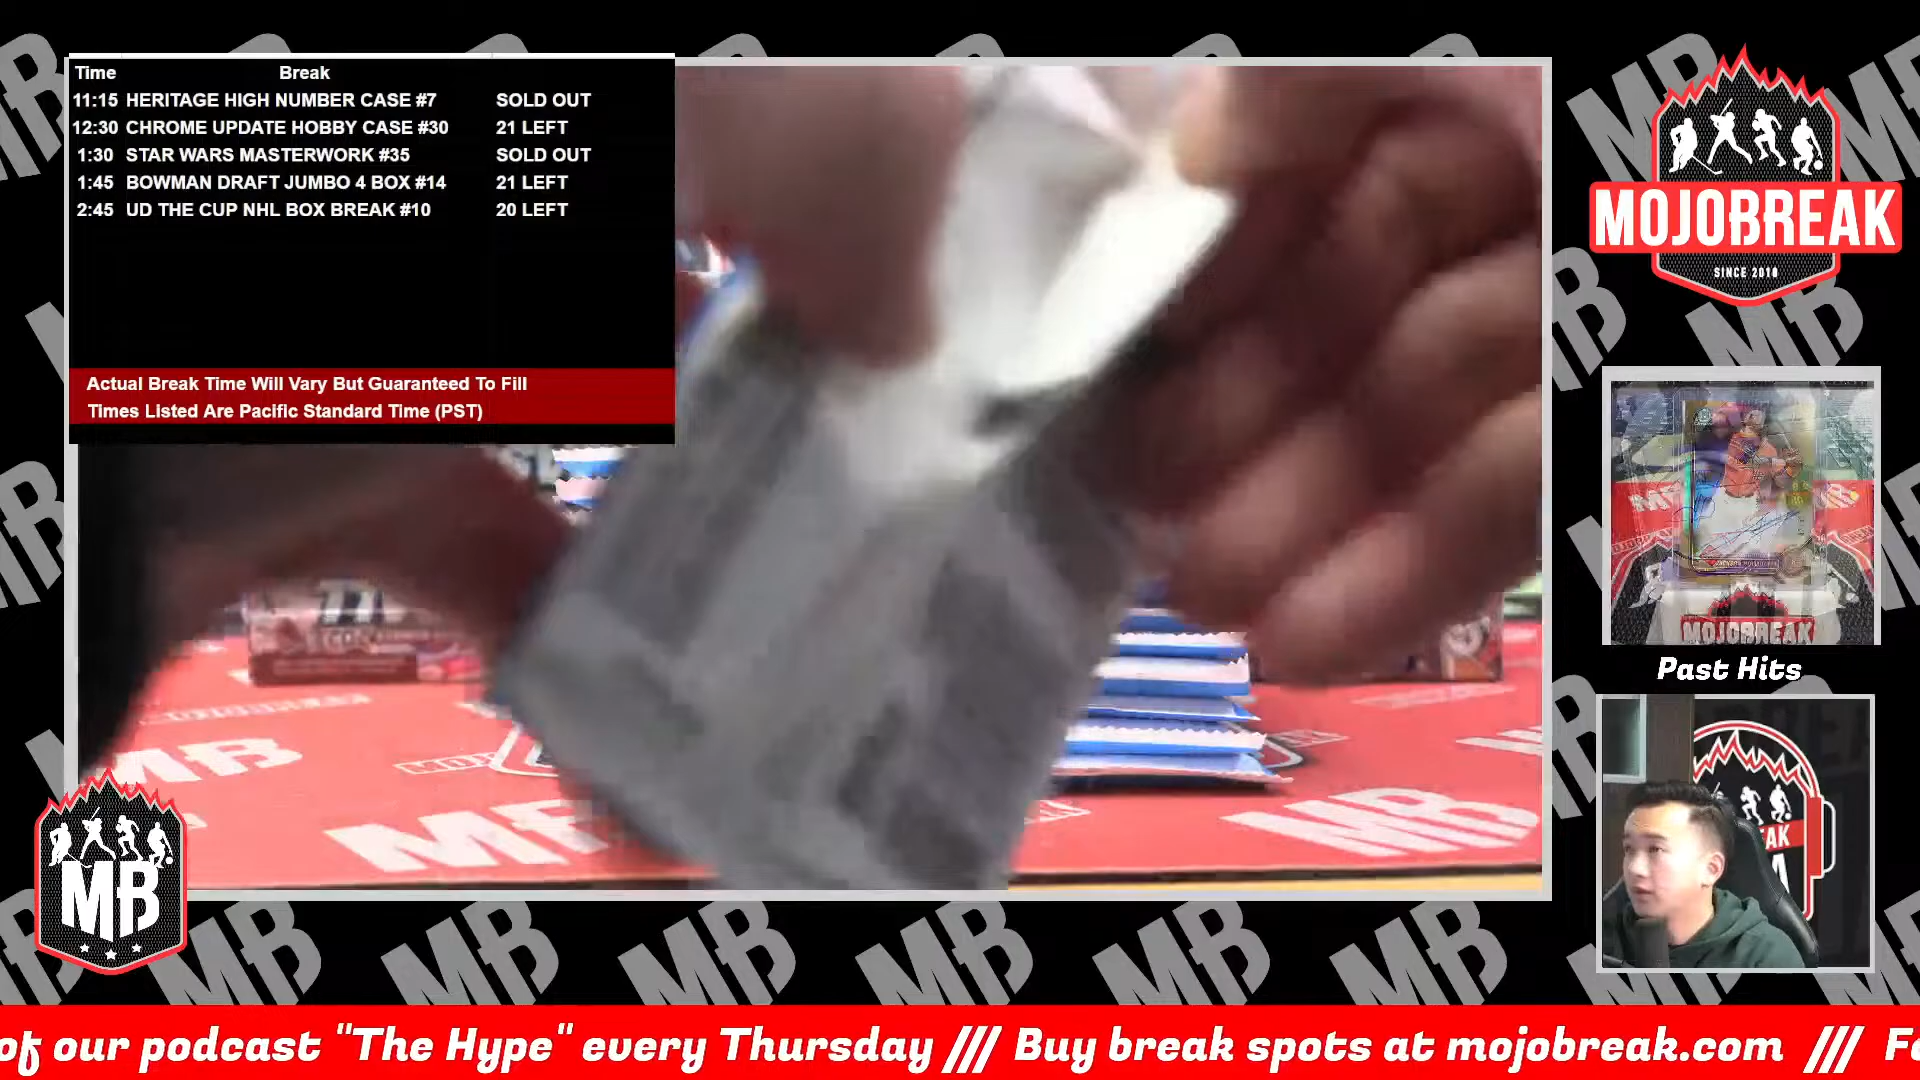 Time Break
11:15 HERITAGE HIGH NUMBER CASE #7 SOLD OUT
12:30 CHROME UPDATE HOBBY CASE #30 21 LEFT
1:30 STAR WARS MASTERWORK #35 SOLD OUT
1:45 BOWMAN DRAFT JUMBO 4 BOX #14 21 LEFT
2:45 UD THE CUP NHL BOX BREAK #10 20 LEFT
Actual Break Time Will Vary But Guaranteed To Fill
Times Listed Are Pacific Standard Time (PST)
MOJOBREAK
SINCE 2010
MOJOBREAK
Past Hits
MB
MB
MB
MB
of our podcast "The Hype" every Thursday /// Buy break spots at mojobreak.com ///